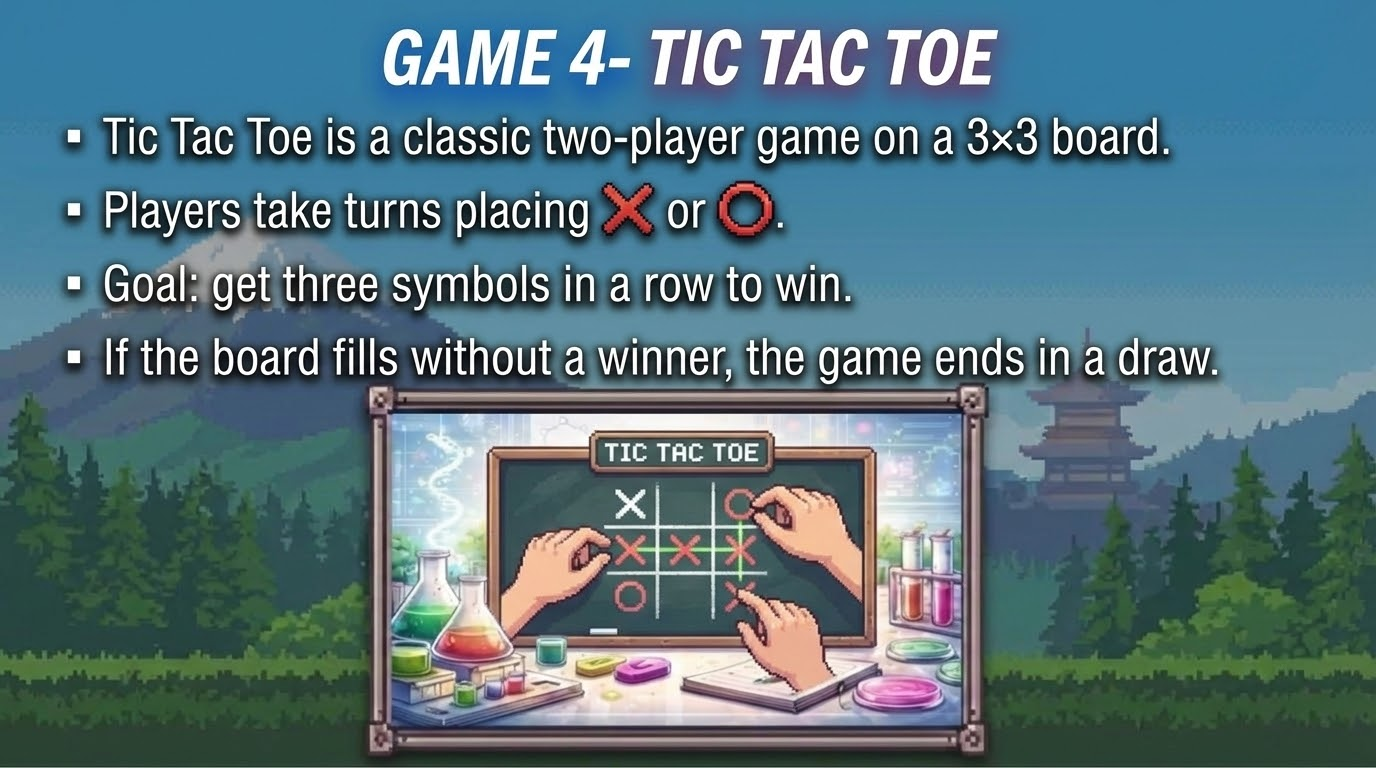 GAME 4- TIC TAC TOE
▪ Tic Tac Toe is a classic two-player game on a 3×3 board.
▪ Players take turns placing ❌ or ⭕.
▪ Goal: get three symbols in a row to win.
▪ If the board fills without a winner, the game ends in a draw.
TIC TAC TOE
X O
X X X
O X